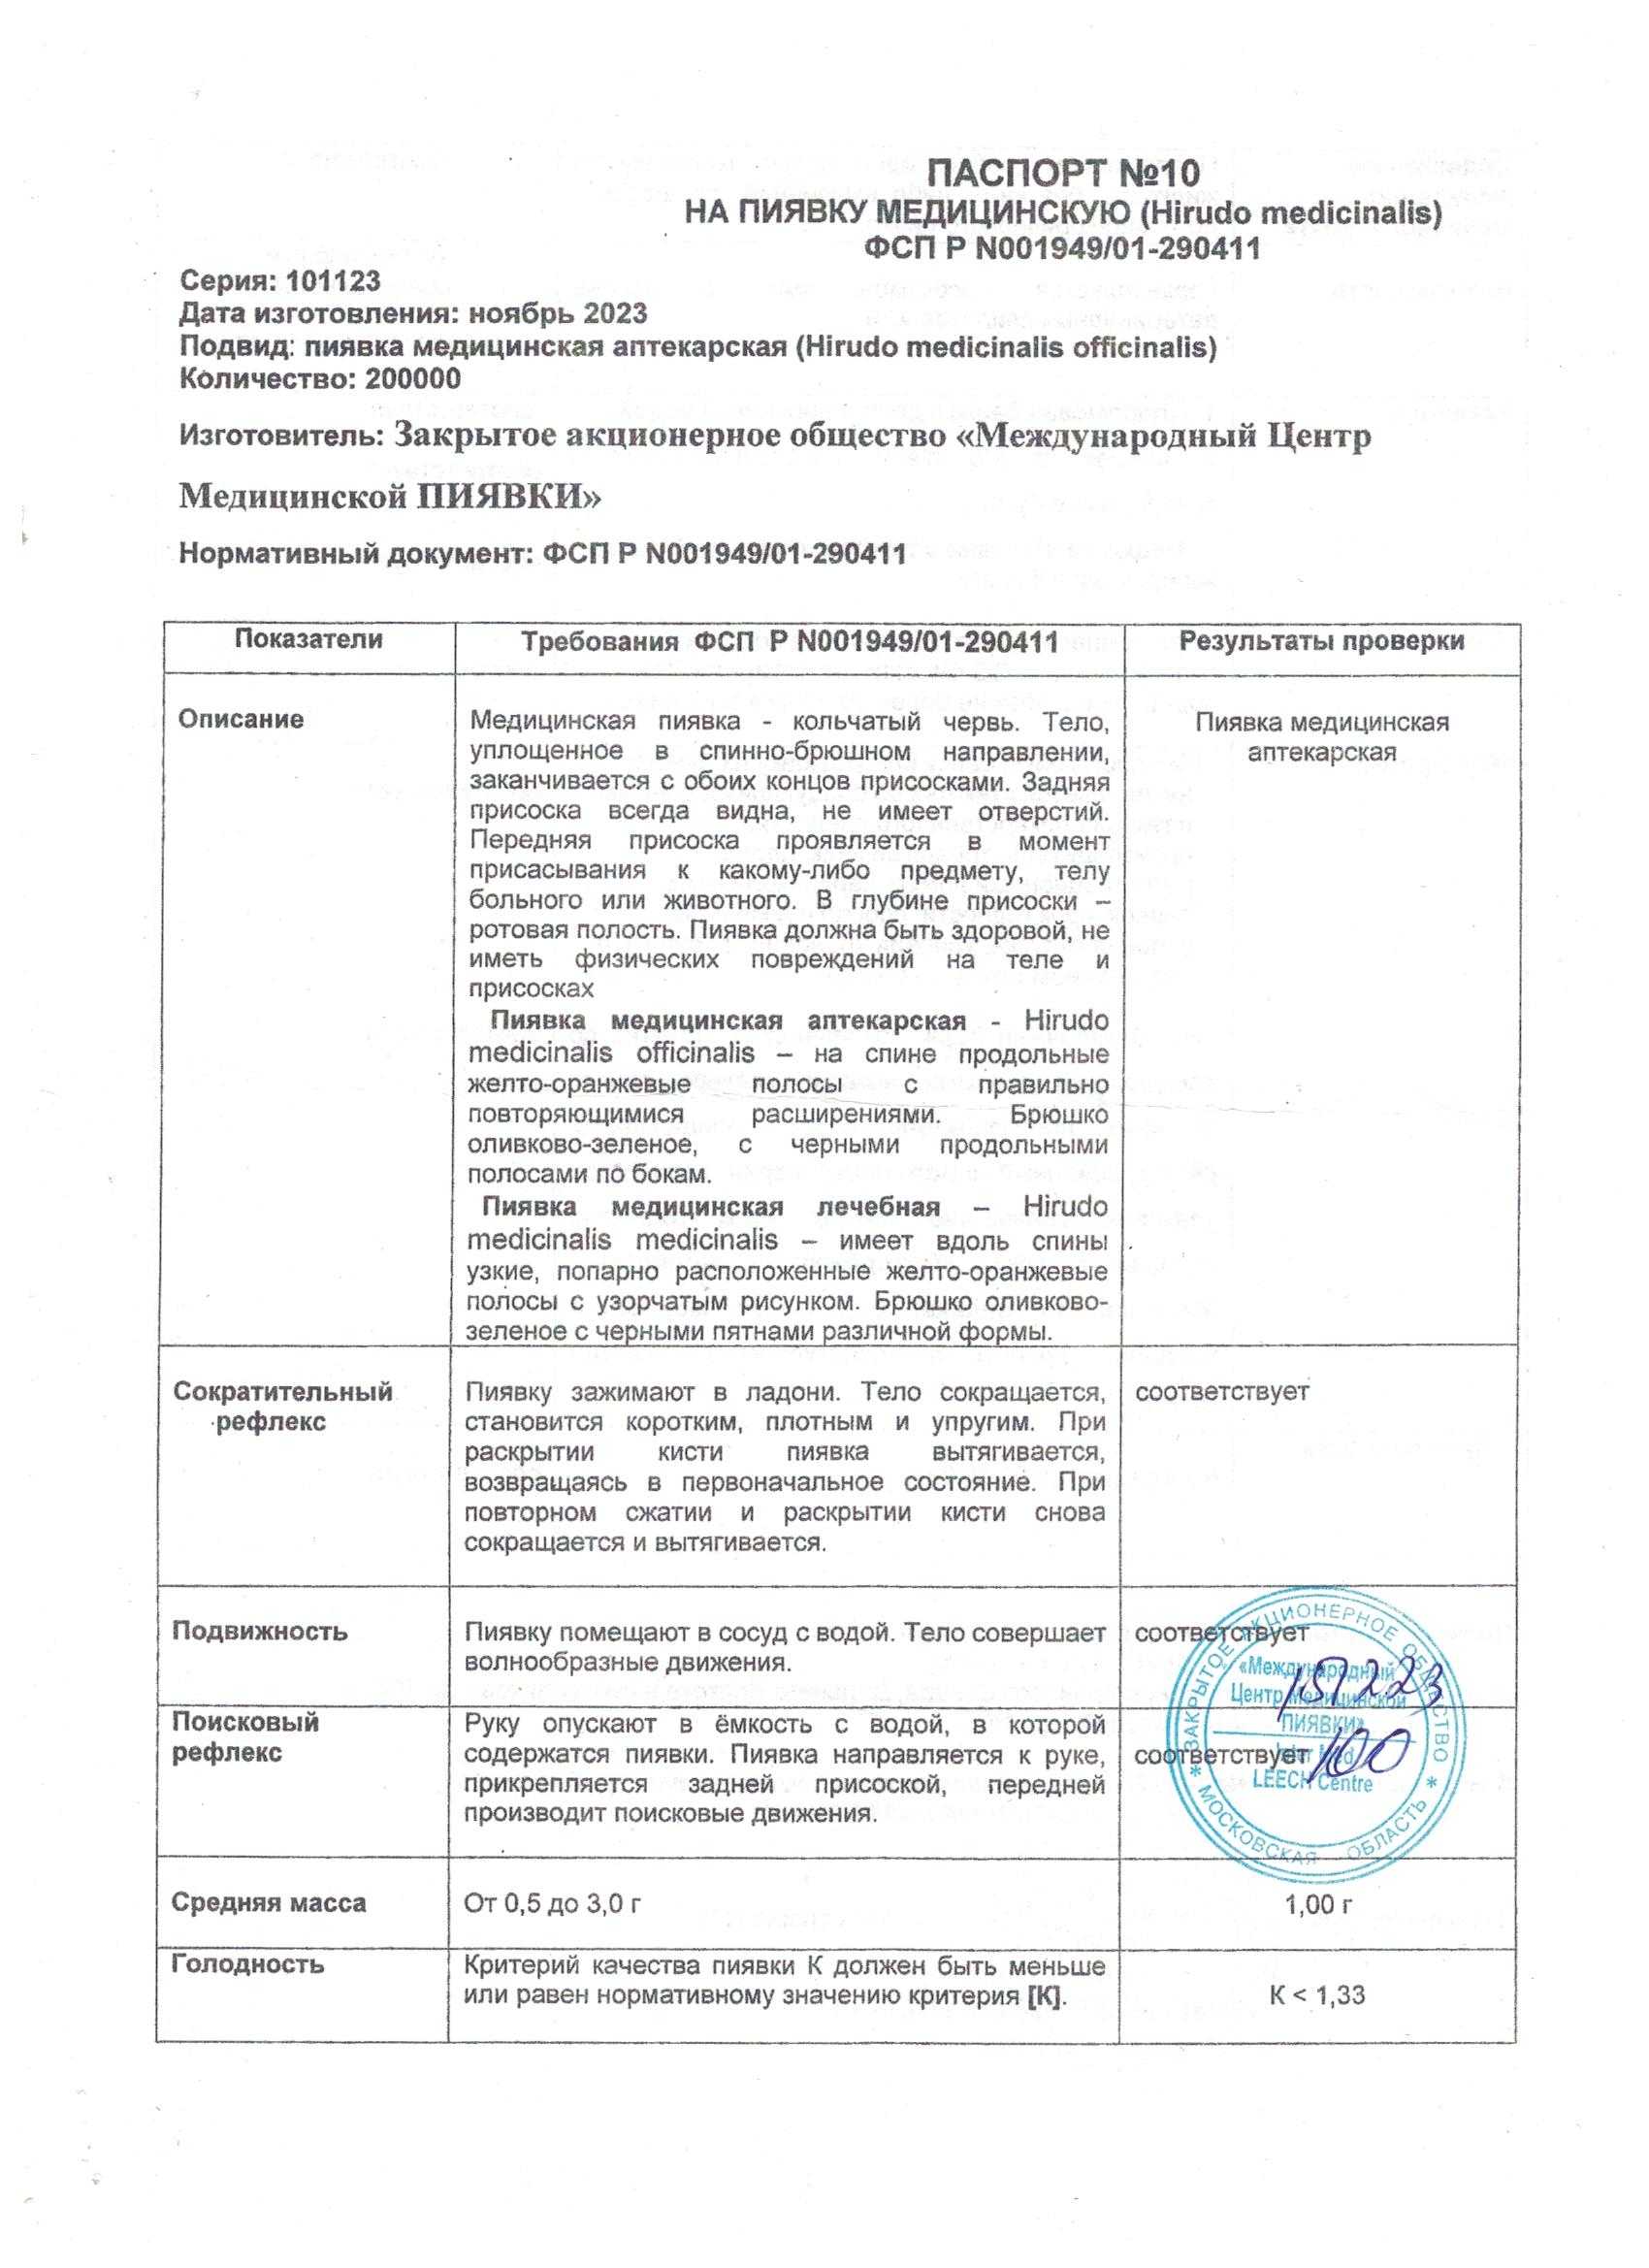 ПАСПОРТ №10
НА ПИЯВКУ МЕДИЦИНСКУЮ (Hirudo medicinalis)
ФСП Р N001949/01-290411
Серия: 101123
Дата изготовления: ноябрь 2023
Подвид: пиявка медицинская аптекарская (Hirudo medicinalis officinalis)
Количество: 200000
Изготовитель: Закрытое акционерное общество «Международный Центр
Медицинской ПИЯВКИ»
Нормативный документ: ФСП Р N001949/01-290411
Показатели
Требования ФСП Р N001949/01-290411
Результаты проверки
Описание
Медицинская пиявка - кольчатый червь. Тело,
уплощенное в спинно-брюшном направлении,
заканчивается с обоих концов присосками. Задняя
присоска всегда видна, не имеет отверстий.
Передняя присоска проявляется в момент
присасывания к какому-либо предмету, телу
больного или животного. В глубине присоски –
ротовая полость. Пиявка должна быть здоровой, не
иметь физических повреждений на теле и
присосках
Пиявка медицинская аптекарская - Hirudo
medicinalis officinalis – на спине продольные
желто-оранжевые полосы с правильно
повторяющимися расширениями. Брюшко
оливково-зеленое, с черными продольными
полосами по бокам.
Пиявка медицинская лечебная – Hirudo
medicinalis medicinalis – имеет вдоль спины
узкие, попарно расположенные желто-оранжевые
полосы с узорчатым рисунком. Брюшко оливково-
зеленое с черными пятнами различной формы.
Пиявка медицинская
аптекарская
Сократительный
рефлекс
Пиявку зажимают в ладони. Тело сокращается,
становится коротким, плотным и упругим. При
раскрытии кисти пиявка вытягивается,
возвращаясь в первоначальное состояние. При
повторном сжатии и раскрытии кисти снова
сокращается и вытягивается.
соответствует
Подвижность
Пиявку помещают в сосуд с водой. Тело совершает
волнообразные движения.
соответствует
Поисковый
рефлекс
Руку опускают в ёмкость с водой, в которой
содержатся пиявки. Пиявка направляется к руке,
прикрепляется задней присоской, передней
производит поисковые движения.
соответствует
ЗАКРЫТОЕ АКЦИОНЕРНОЕ ОБЩЕСТВО
«Международный
Центр Медицинской
ПИЯВКИ»
Inter Med
LEECH Centre
* МОСКОВСКАЯ ОБЛАСТЬ *
100
Средняя масса
От 0,5 до 3,0 г
1,00 г
Голодность
Критерий качества пиявки К должен быть меньше
или равен нормативному значению критерия [К].
К < 1,33